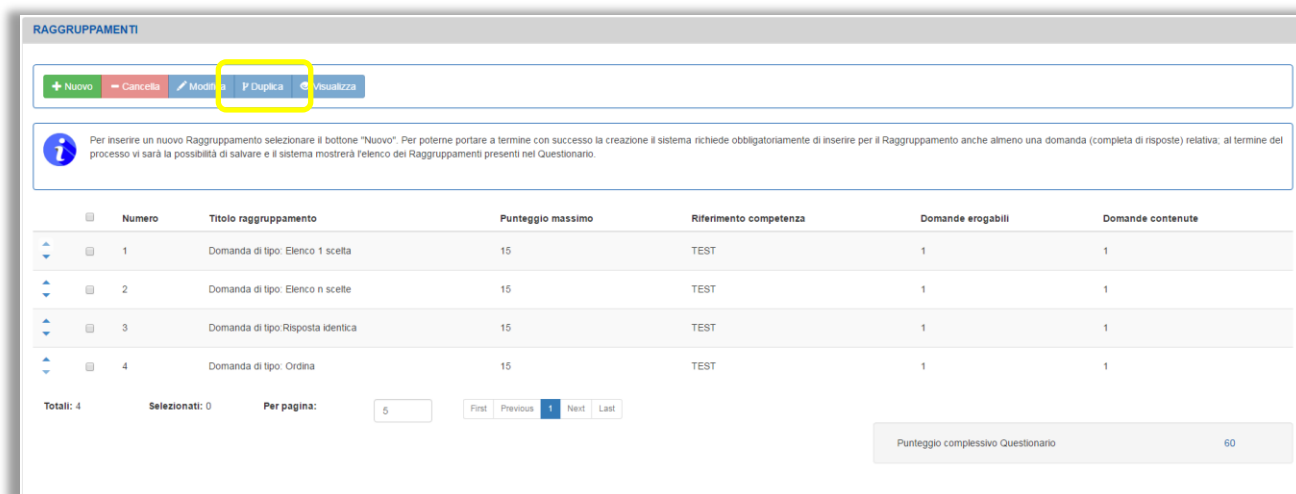 RAGGRUPPAMENTI
Nuovo Cancella Modifica Duplica Visualizza
Per inserire un nuovo Raggruppamento selezionare il bottone "Nuovo". Per poterne portare a termine con successo la creazione il sistema richiede obbligatoriamente di inserire per il Raggruppamento anche almeno una domanda (completa di risposte) relativa; al termine del
processo vi sarà la possibilità di salvare e il sistema mostrerà l'elenco dei Raggruppamenti presenti nel Questionario.
Numero Titolo raggruppamento Punteggio massimo Riferimento competenza Domande erogabili Domande contenute
1 Domanda di tipo: Elenco 1 scelta 15 TEST 1 1
2 Domanda di tipo: Elenco n scelte 15 TEST 1 1
3 Domanda di tipo:Risposta identica 15 TEST 1 1
4 Domanda di tipo: Ordina 15 TEST 1 1
Totali: 4 Selezionati: 0 Per pagina: 5 First Previous 1 Next Last
Punteggio complessivo Questionario 60